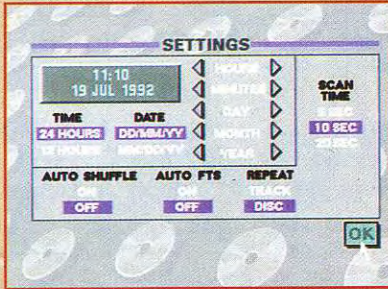 SETTINGS
11:10
19 JUL 1992
HOURS
MINUTES
DAY
MONTH
YEAR
TIME DATE
24 HOURS DD/MM/YY
12 HOURS MM/DD/YY
SCAN
TIME
10 SEC
20 SEC
AUTO SHUFFLE AUTO FTS REPEAT
ON ON TRACK
OFF OFF DISC
OK